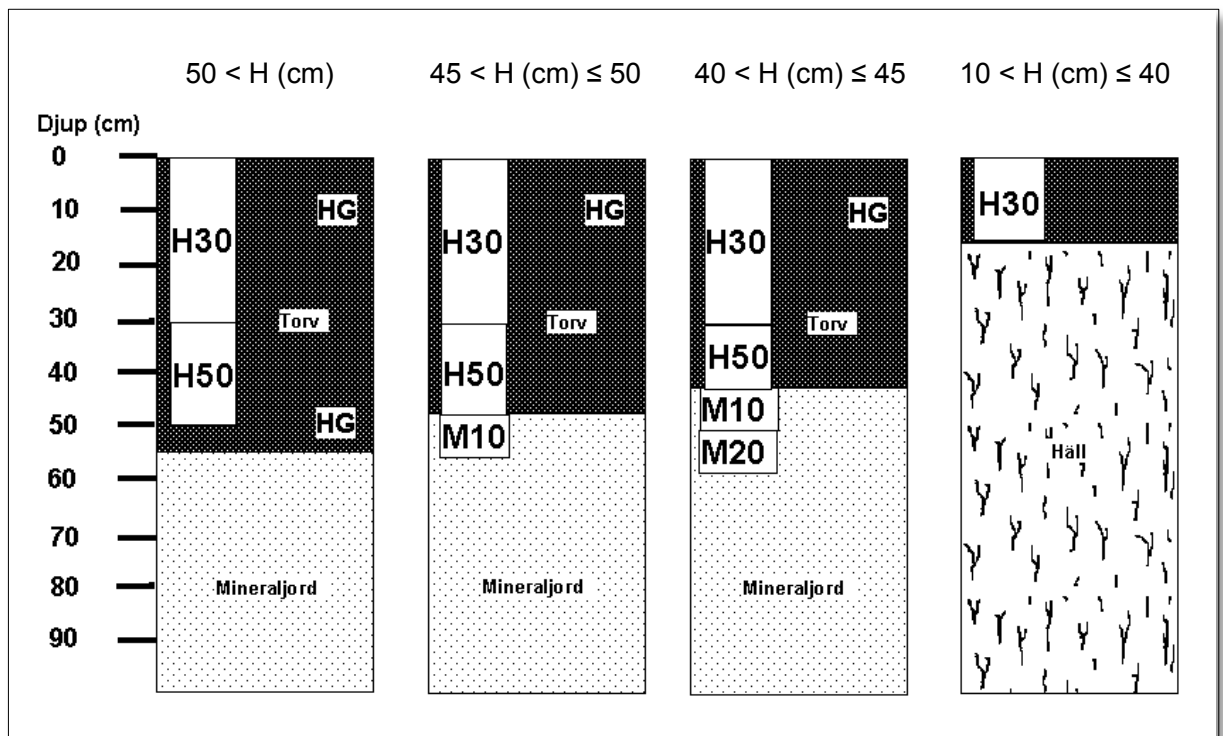 50 < H (cm) 45 < H (cm) ≤ 50 40 < H (cm) ≤ 45 10 < H (cm) ≤ 40
Djup (cm)
0
10 HG HG HG H30
H30 H30 H30
20
30 Torv Torv Torv
40 H50 H50 H50
M10
50 HG M10 M20 Häll
60
70
80 Mineraljord Mineraljord Mineraljord
90